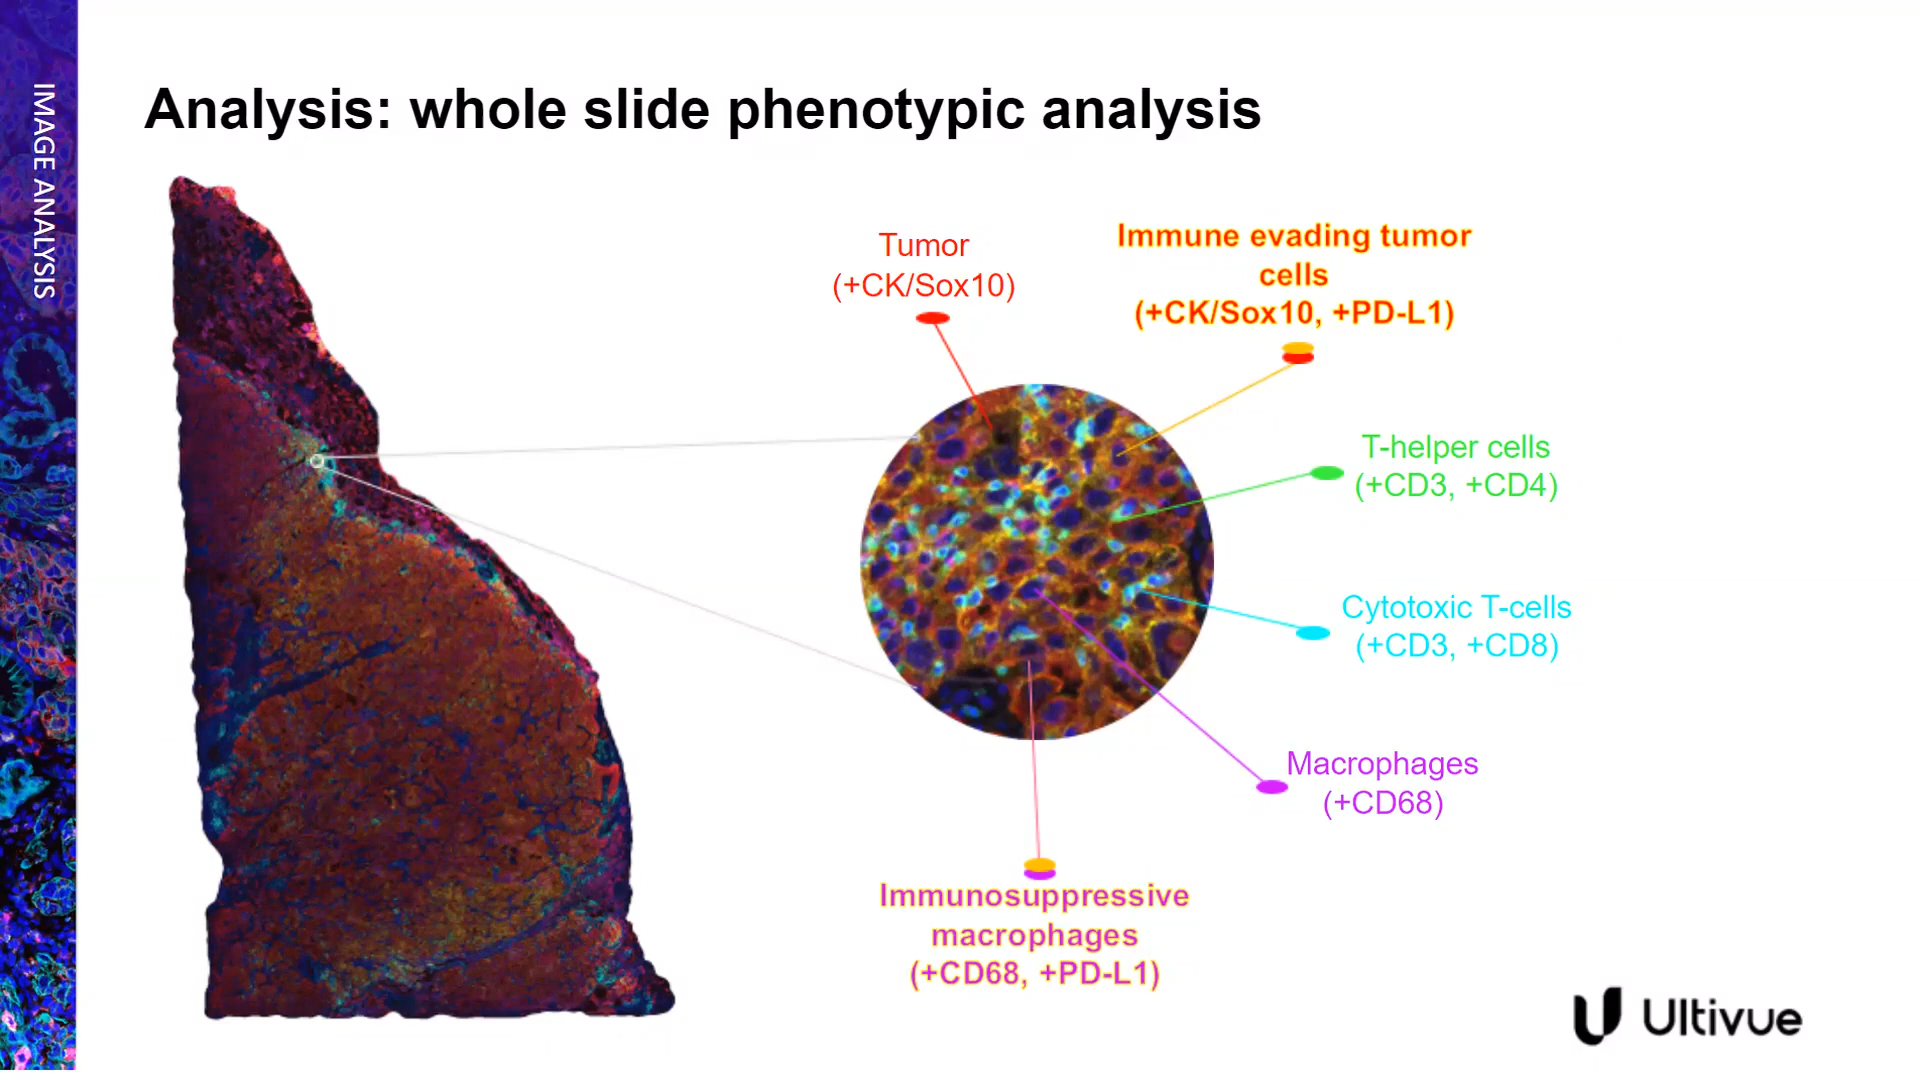 IMAGE ANALYSIS
Analysis: whole slide phenotypic analysis
Tumor
(+CK/Sox10)
Immune evading tumor
cells
(+CK/Sox10, +PD-L1)
T-helper cells
(+CD3, +CD4)
Cytotoxic T-cells
(+CD3, +CD8)
Macrophages
(+CD68)
Immunosuppressive
macrophages
(+CD68, +PD-L1)
Ultivue